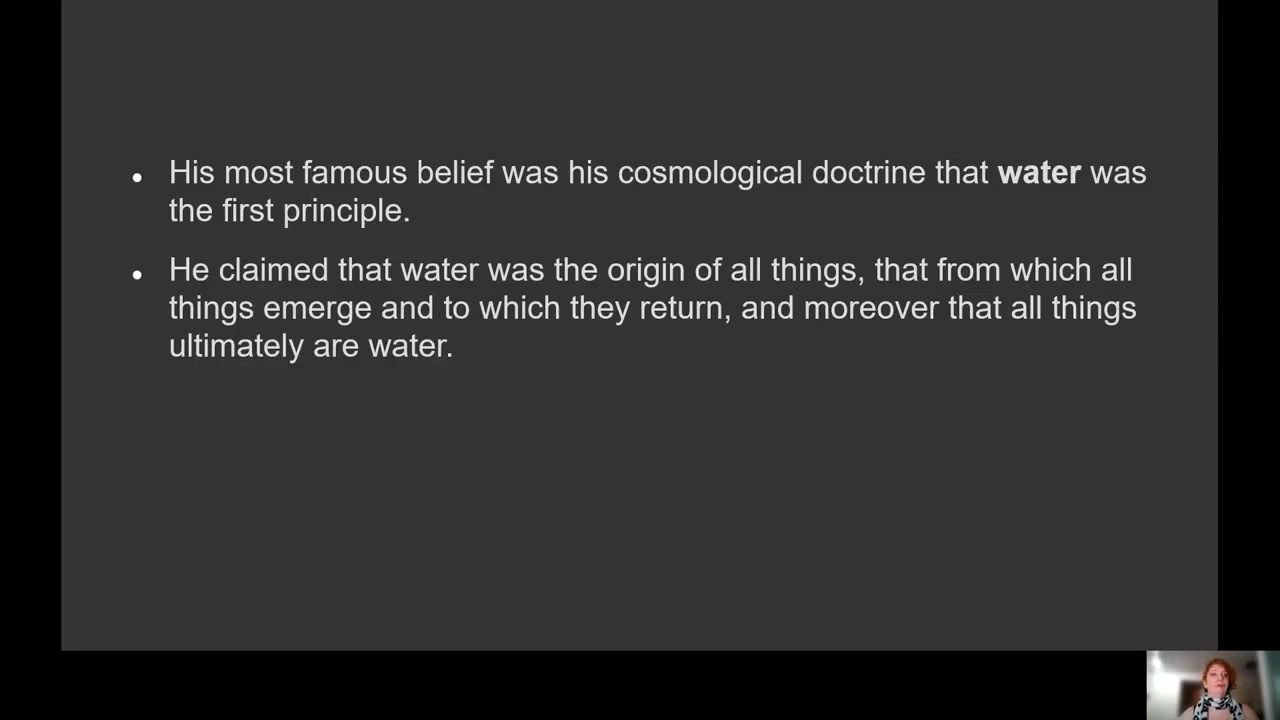 His most famous belief was his cosmological doctrine that water was
the first principle.
He claimed that water was the origin of all things, that from which all
things emerge and to which they return, and moreover that all things
ultimately are water.